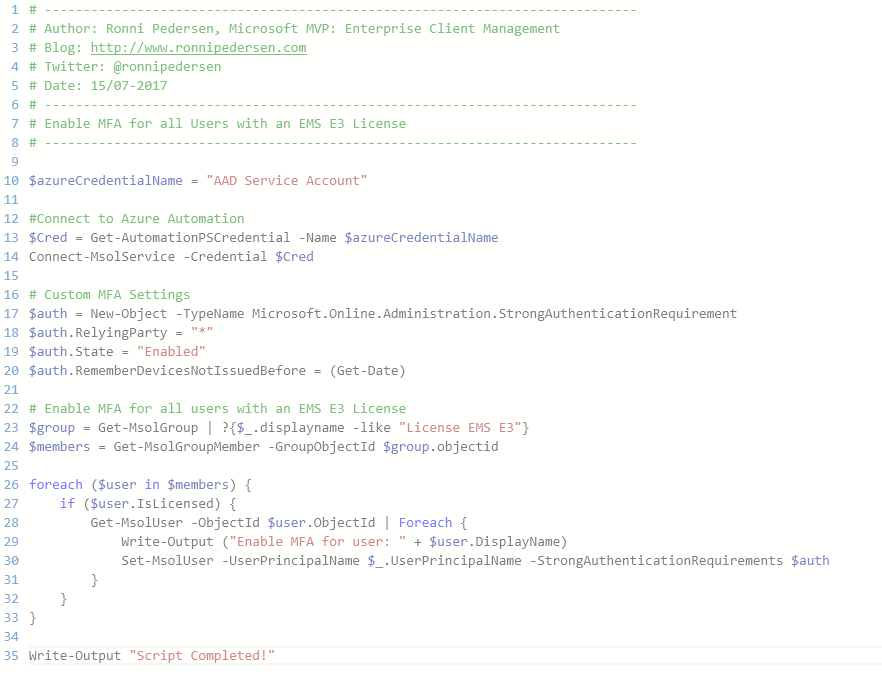 1 # -----------------------------------------------------------------------------
2 # Author: Ronni Pedersen, Microsoft MVP: Enterprise Client Management
3 # Blog: http://www.ronnipedersen.com
4 # Twitter: @ronnipedersen
5 # Date: 15/07-2017
6 # -----------------------------------------------------------------------------
7 # Enable MFA for all Users with an EMS E3 License
8 # -----------------------------------------------------------------------------
9
10 $azureCredentialName = "AAD Service Account"
11
12 #Connect to Azure Automation
13 $Cred = Get-AutomationPSCredential -Name $azureCredentialName
14 Connect-MsolService -Credential $Cred
15
16 # Custom MFA Settings
17 $auth = New-Object -TypeName Microsoft.Online.Administration.StrongAuthenticationRequirement
18 $auth.RelyingParty = "*"
19 $auth.State = "Enabled"
20 $auth.RememberDevicesNotIssuedBefore = (Get-Date)
21
22 # Enable MFA for all users with an EMS E3 License
23 $group = Get-MsolGroup | ?{$_.displayname -like "License EMS E3"}
24 $members = Get-MsolGroupMember -GroupObjectId $group.objectid
25
26 foreach ($user in $members) {
27     if ($user.IsLicensed) {
28         Get-MsolUser -ObjectId $user.ObjectId | Foreach {
29             Write-Output ("Enable MFA for user: " + $user.DisplayName)
30             Set-MsolUser -UserPrincipalName $_.UserPrincipalName -StrongAuthenticationRequirements $auth
31         }
32     }
33 }
34
35 Write-Output "Script Completed!"